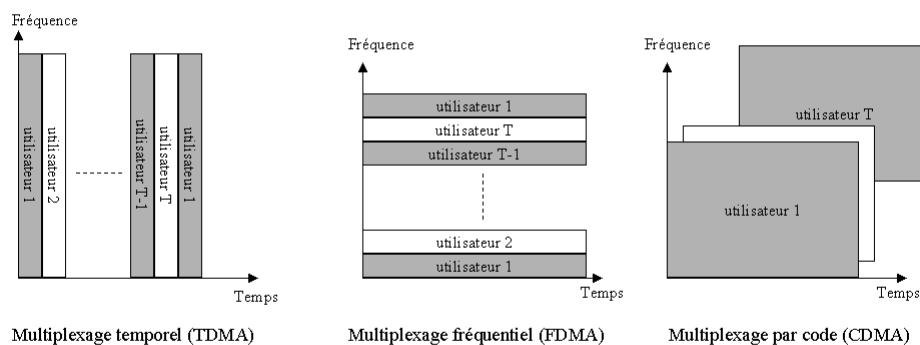 Fréquence
utilisateur 1
utilisateur 2
utilisateur T-1
utilisateur T
utilisateur 1
Temps
Multiplexage temporel (TDMA)
Fréquence
utilisateur 1
utilisateur T
utilisateur T-1
utilisateur 2
utilisateur 1
Temps
Multiplexage fréquentiel (FDMA)
Fréquence
utilisateur T
utilisateur 1
Temps
Multiplexage par code (CDMA)